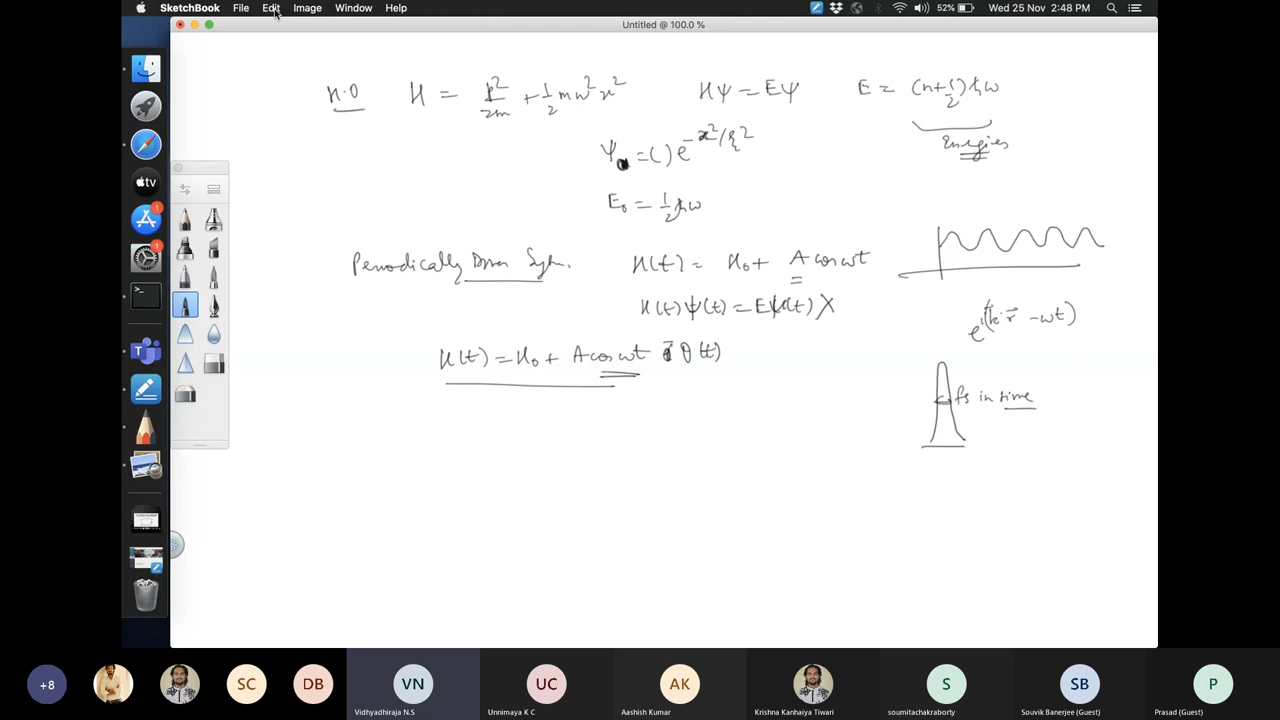 SketchBook File Edit Image Window Help 52% Wed 25 Nov 2:48 PM
Untitled @ 100.0 %
H.O H = p²/2m + 1/2 mω²x² Hψ = Eψ E = (n+1/2)ħω
Energies
ψ₀ = ( ) e^(-x²/ξ²)
E₀ = 1/2 ħω
Periodically Driven Sys. H(t) = H₀ + A cos ωt
H(t)ψ(t) = Eψ(t) X
e^i(k·r - ωt)
H(t) = H₀ + A cos ωt θ(t)
fs in time
tv
1
1
+8
SC
DB
VN
UC
AK
S
SB
P
Vidhyadhiraja N.S
Unnimaya K C
Aashish Kumar
Krishna Kanhaiya Tiwari
soumitachakraborty
Souvik Banerjee (Guest)
Prasad (Guest)